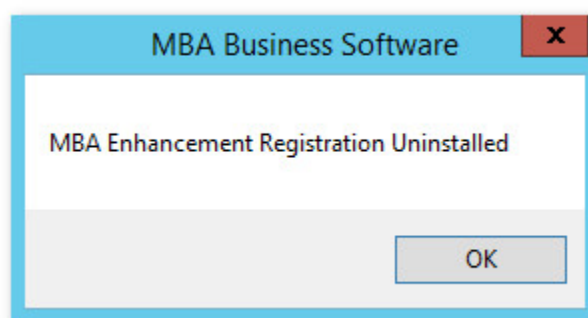 MBA Business Software
x
MBA Enhancement Registration Uninstalled
OK